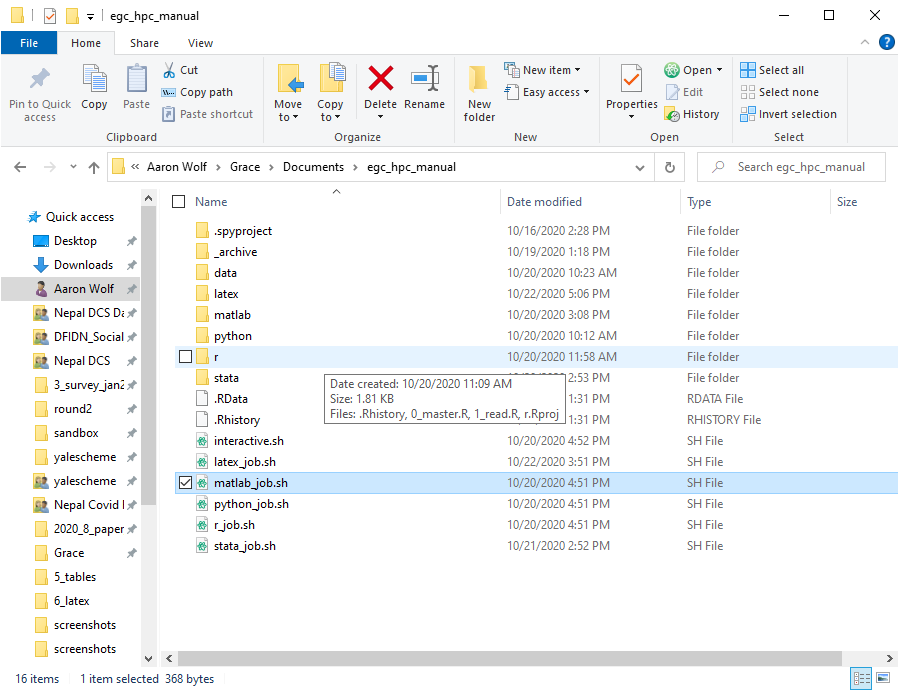 egc_hpc_manual
File Home Share View
Pin to Quick access
Copy
Paste
Cut
Copy path
Paste shortcut
Clipboard
Move to
Copy to
Delete
Rename
Organize
New folder
New item
Easy access
New
Properties
Open
Edit
History
Open
Select all
Select none
Invert selection
Select
« Aaron Wolf › Grace › Documents › egc_hpc_manual
Search egc_hpc_manual
Quick access
Desktop
Downloads
Aaron Wolf
Nepal DCS Da
DFIDN_Social
Nepal DCS
3_survey_jan2
round2
sandbox
yalescheme
yalescheme
Nepal Covid
2020_8_paper
Grace
5_tables
6_latex
screenshots
screenshots
Name Date modified Type Size
.spyproject 10/16/2020 2:28 PM File folder
_archive 10/19/2020 1:18 PM File folder
data 10/20/2020 10:23 AM File folder
latex 10/22/2020 5:06 PM File folder
matlab 10/20/2020 3:08 PM File folder
python 10/20/2020 10:12 AM File folder
r 10/20/2020 11:58 AM File folder
stata 2:53 PM File folder
.RData 1:31 PM RDATA File
.Rhistory 1:31 PM RHISTORY File
Date created: 10/20/2020 11:09 AM
Size: 1.81 KB
Files: .Rhistory, 0_master.R, 1_read.R, r.Rproj
interactive.sh 10/20/2020 4:52 PM SH File
latex_job.sh 10/22/2020 3:51 PM SH File
matlab_job.sh 10/20/2020 4:51 PM SH File
python_job.sh 10/20/2020 4:51 PM SH File
r_job.sh 10/20/2020 4:51 PM SH File
stata_job.sh 10/21/2020 2:52 PM SH File
16 items 1 item selected 368 bytes